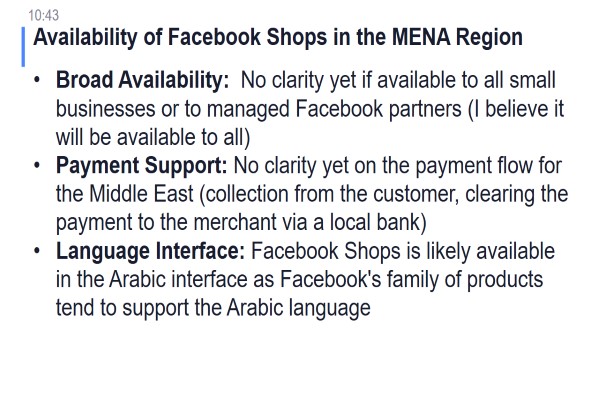 10:43
Availability of Facebook Shops in the MENA Region
• Broad Availability: No clarity yet if available to all small
businesses or to managed Facebook partners (I believe it
will be available to all)
• Payment Support: No clarity yet on the payment flow for
the Middle East (collection from the customer, clearing the
payment to the merchant via a local bank)
• Language Interface: Facebook Shops is likely available
in the Arabic interface as Facebook's family of products
tend to support the Arabic language